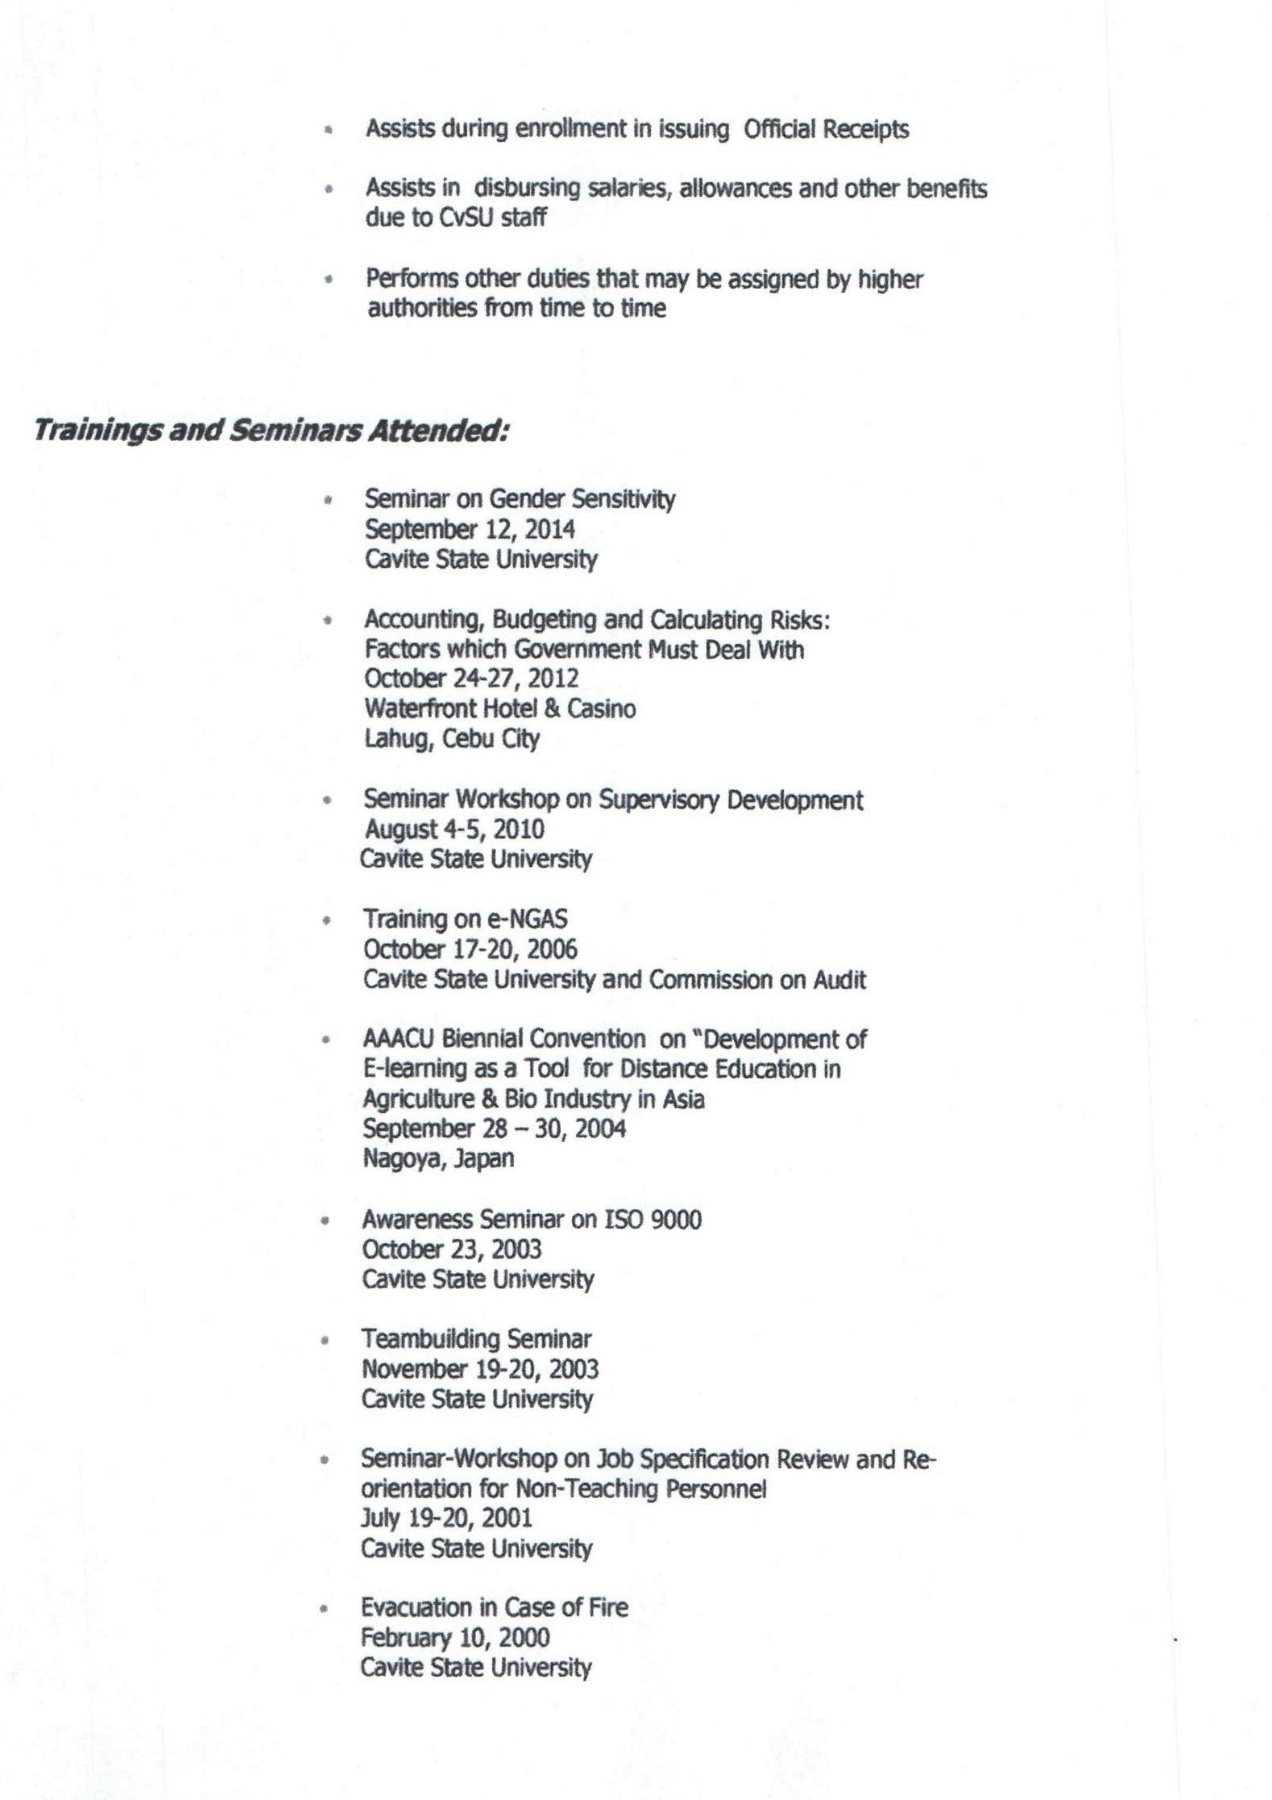 Assists during enrollment in issuing Official Receipts
Assists in disbursing salaries, allowances and other benefits
due to CvSU staff
Performs other duties that may be assigned by higher
authorities from time to time
Trainings and Seminars Attended:
Seminar on Gender Sensitivity
September 12, 2014
Cavite State University
Accounting, Budgeting and Calculating Risks:
Factors which Government Must Deal With
October 24-27, 2012
Waterfront Hotel & Casino
Lahug, Cebu City
Seminar Workshop on Supervisory Development
August 4-5, 2010
Cavite State University
Training on e-NGAS
October 17-20, 2006
Cavite State University and Commission on Audit
AAACU Biennial Convention on "Development of
E-learning as a Tool for Distance Education in
Agriculture & Bio Industry in Asia
September 28 – 30, 2004
Nagoya, Japan
Awareness Seminar on ISO 9000
October 23, 2003
Cavite State University
Teambuilding Seminar
November 19-20, 2003
Cavite State University
Seminar-Workshop on Job Specification Review and Re-
orientation for Non-Teaching Personnel
July 19-20, 2001
Cavite State University
Evacuation in Case of Fire
February 10, 2000
Cavite State University